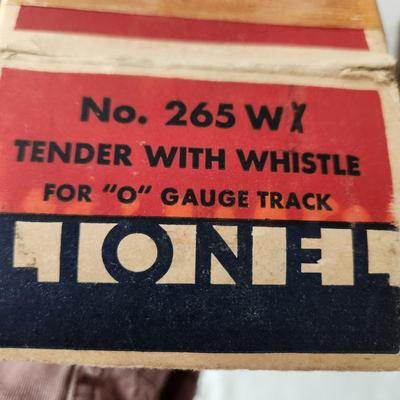 No. 265 WX
TENDER WITH WHISTLE
FOR "O" GAUGE TRACK
LIONEL